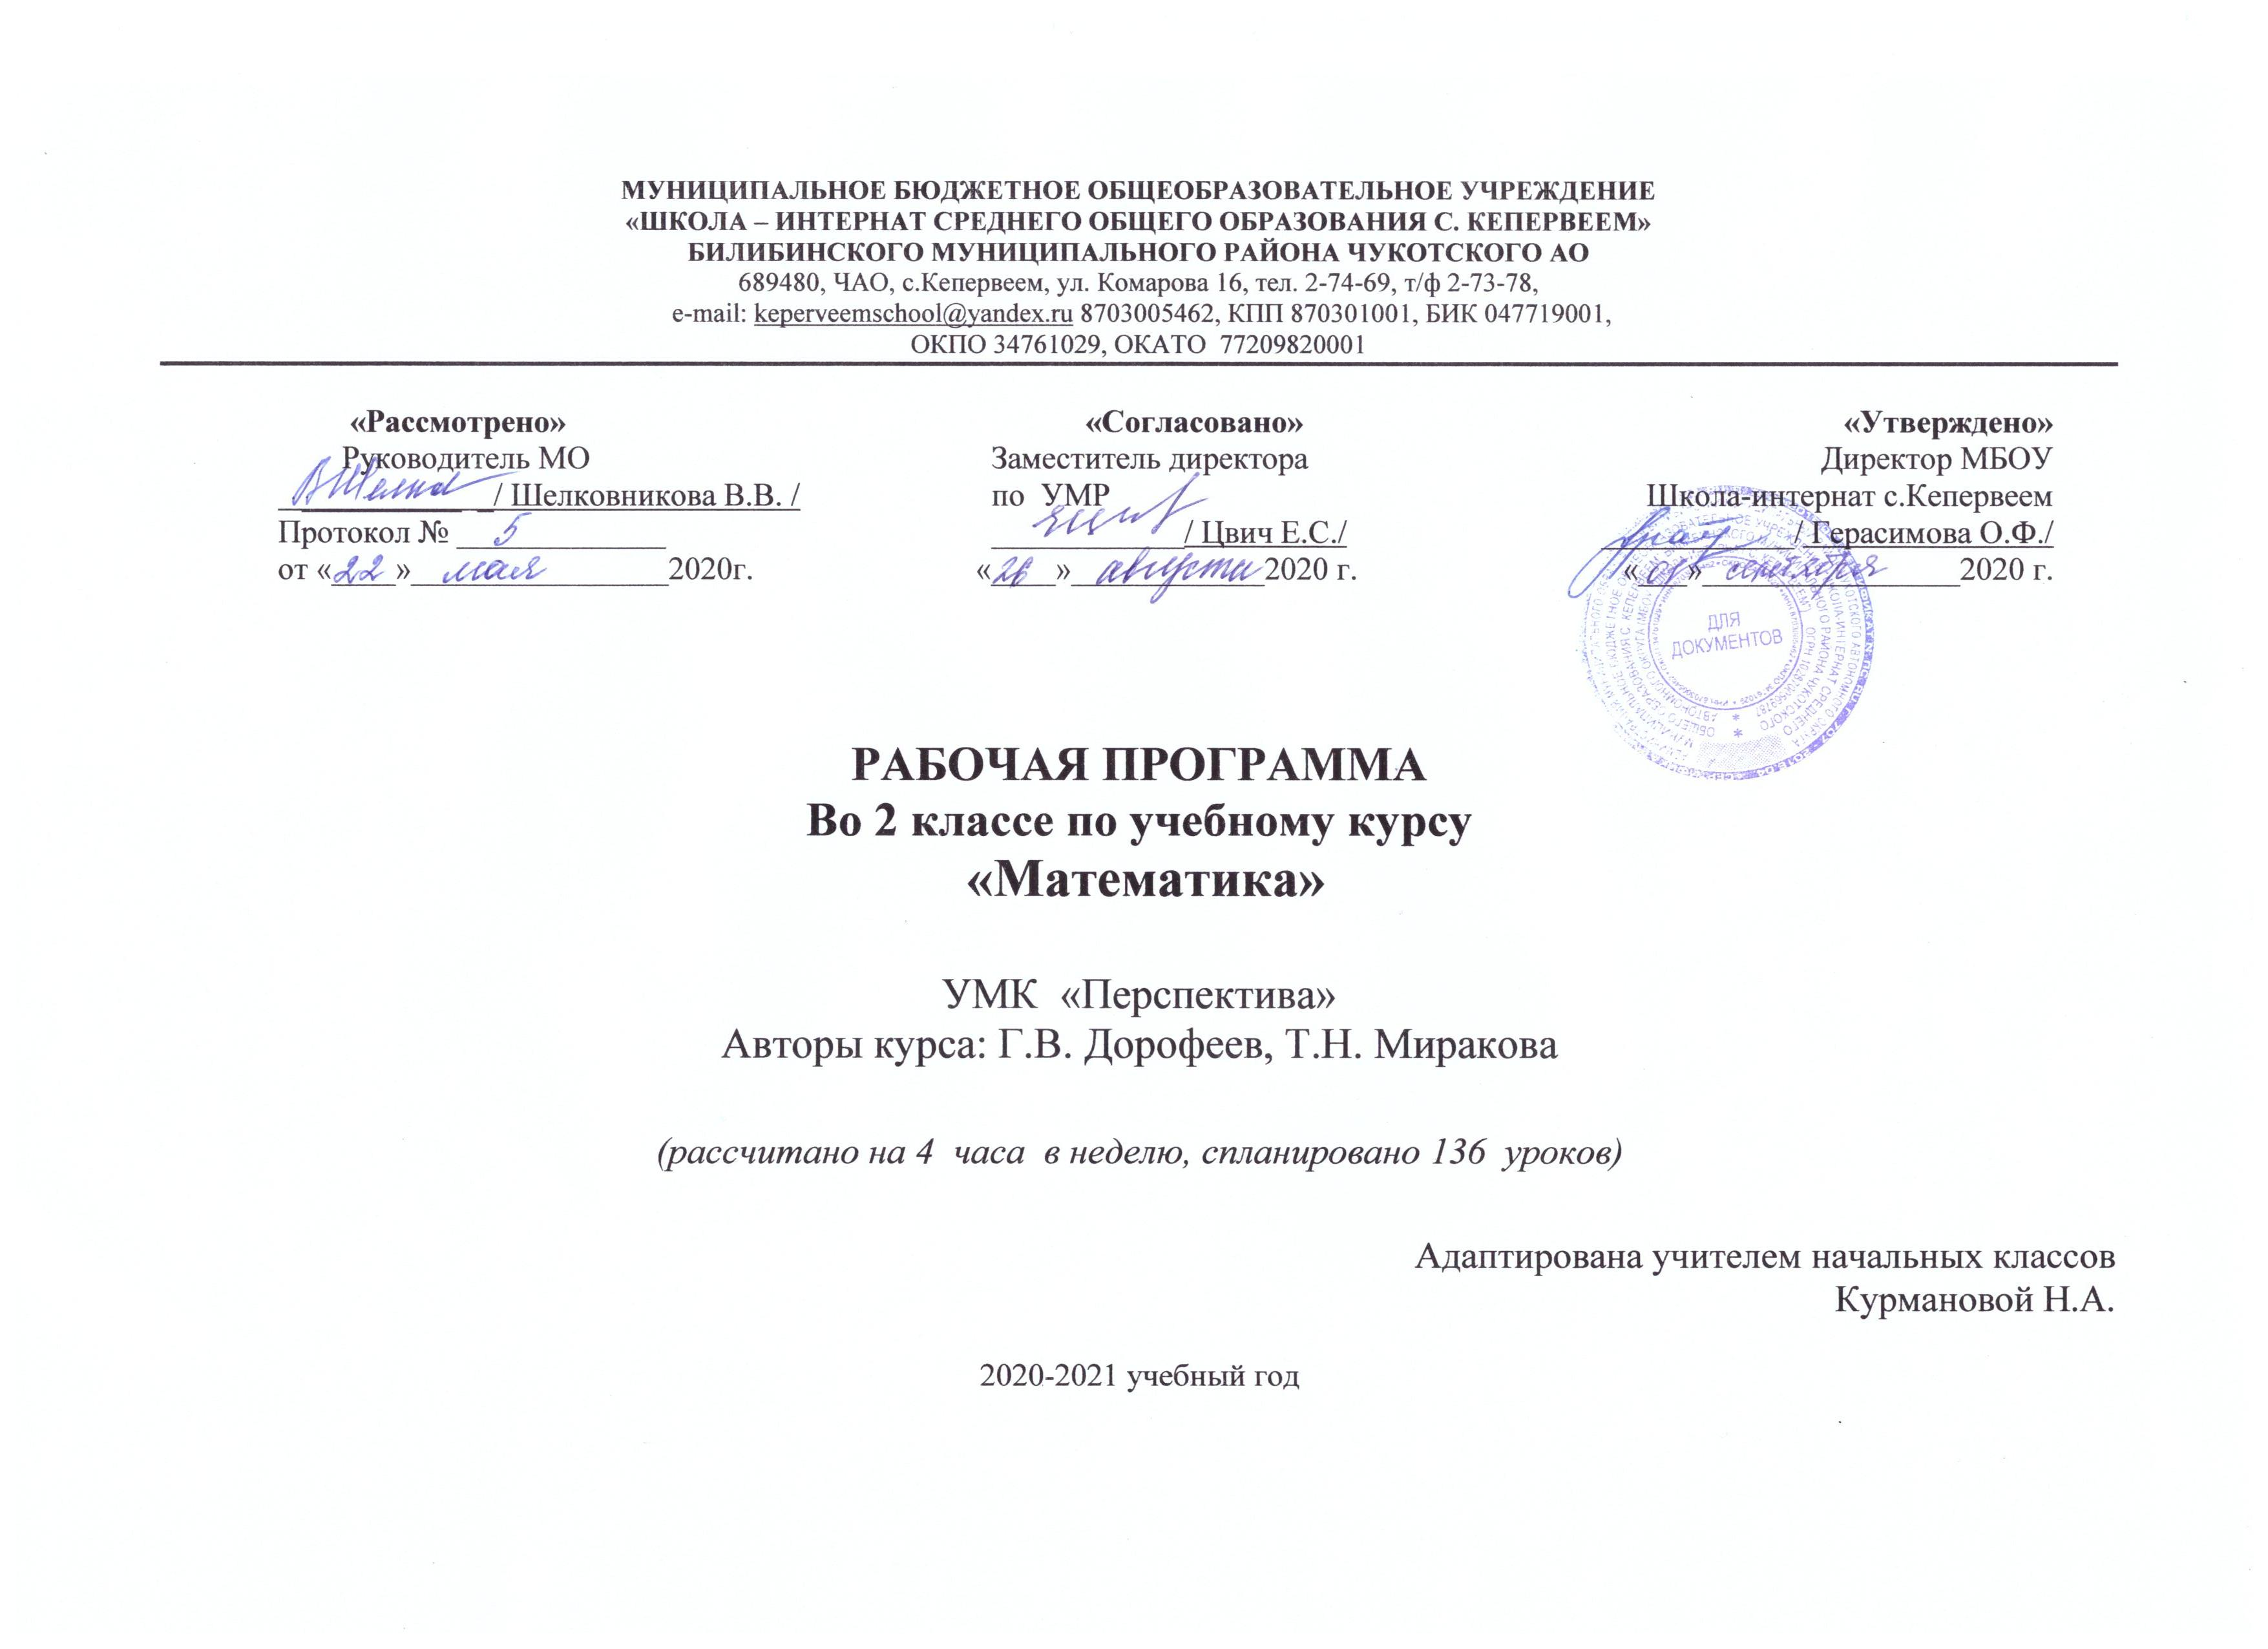 МУНИЦИПАЛЬНОЕ БЮДЖЕТНОЕ ОБЩЕОБРАЗОВАТЕЛЬНОЕ УЧРЕЖДЕНИЕ
«ШКОЛА – ИНТЕРНАТ СРЕДНЕГО ОБЩЕГО ОБРАЗОВАНИЯ С. КЕПЕРВЕЕМ»
БИЛИБИНСКОГО МУНИЦИПАЛЬНОГО РАЙОНА ЧУКОТСКОГО АО
689480, ЧАО, с.Кепервеем, ул. Комарова 16, тел. 2-74-69, т/ф 2-73-78,
e-mail: keperveemschool@yandex.ru 8703005462, КПП 870301001, БИК 047719001,
ОКПО 34761029, ОКАТО 77209820001
«Рассмотрено»
Руководитель МО
/ Шелковникова В.В. /
Протокол № 5
от «22» мая 2020г.
«Согласовано»
Заместитель директора
по УМР
/ Цвич Е.С./
«26» августа 2020 г.
«Утверждено»
Директор МБОУ
Школа-интернат с.Кепервеем
/ Герасимова О.Ф./
«01» сентября 2020 г.
ДЛЯ
ДОКУМЕНТОВ
РАБОЧАЯ ПРОГРАММА
Во 2 классе по учебному курсу
«Математика»
УМК «Перспектива»
Авторы курса: Г.В. Дорофеев, Т.Н. Миракова
(рассчитано на 4 часа в неделю, спланировано 136 уроков)
Адаптирована учителем начальных классов
Курмановой Н.А.
2020-2021 учебный год